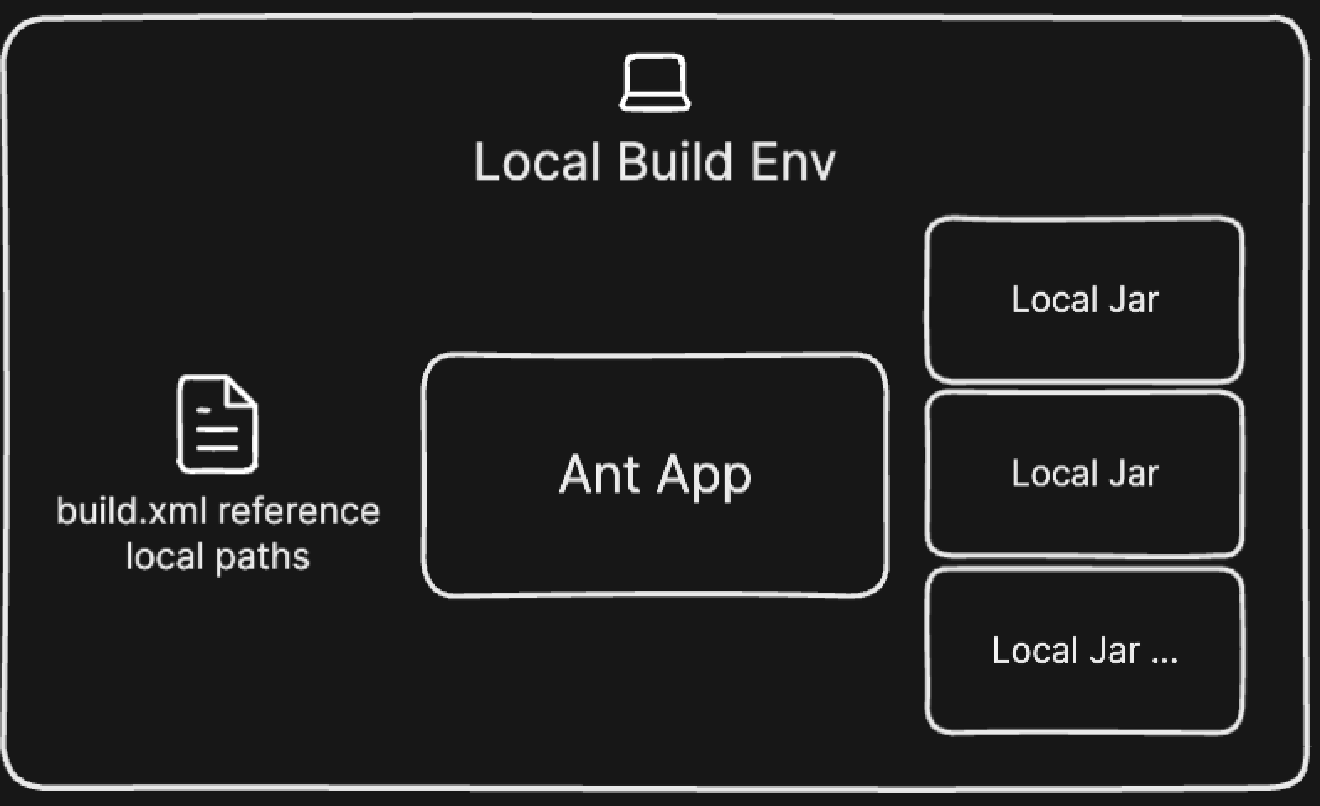 Local Build Env
Local Jar
build.xml reference
local paths
Ant App
Local Jar
Local Jar ...